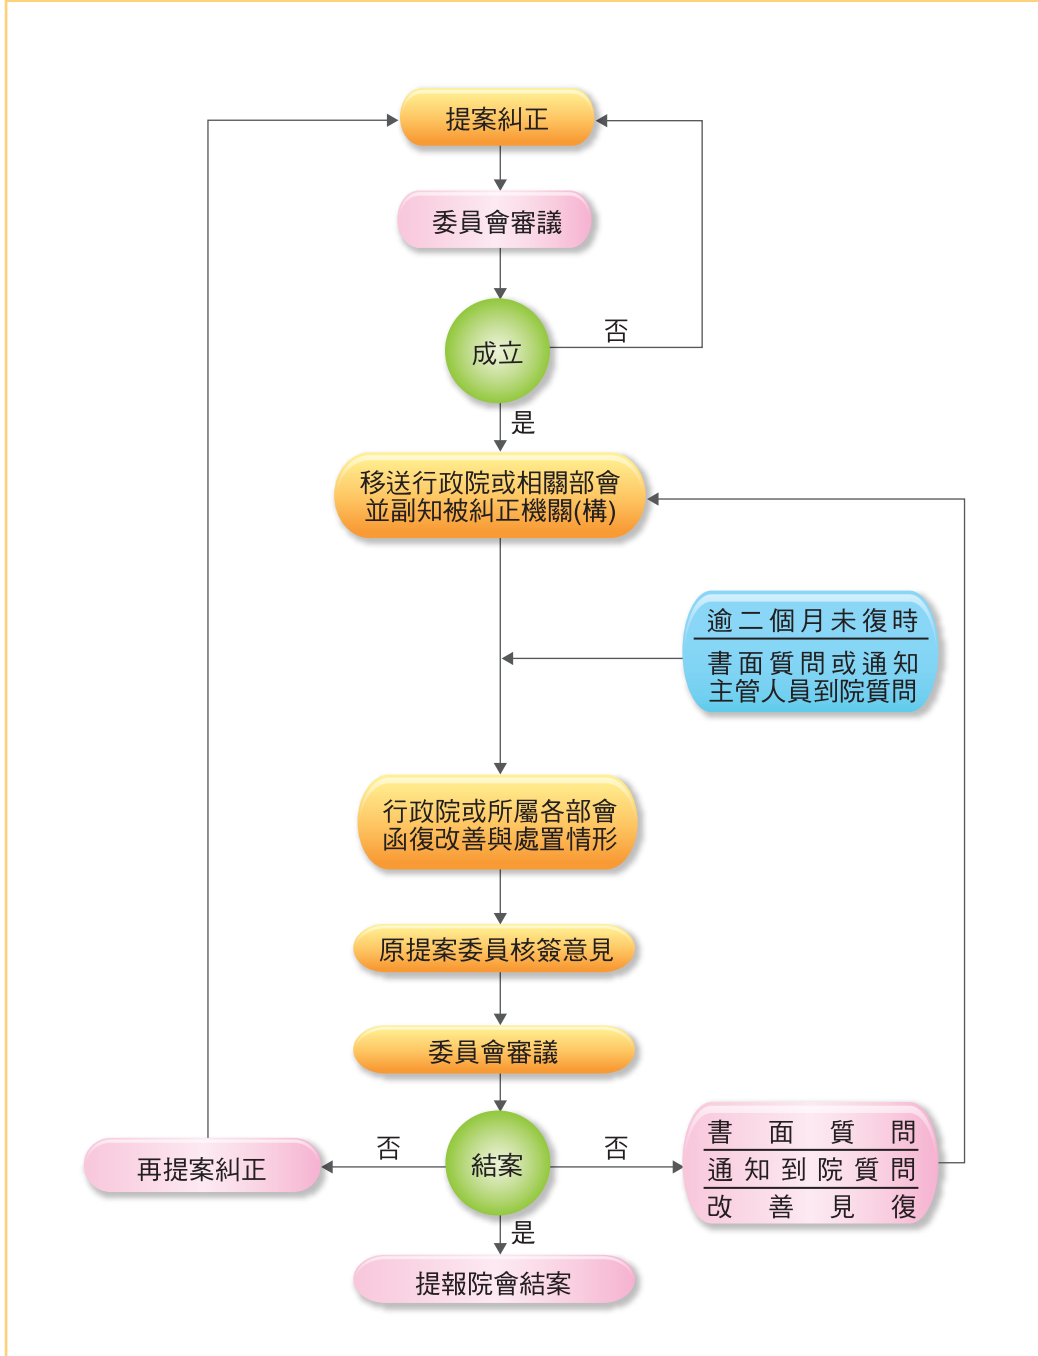 提案糾正
委員會審議
成立
否
是
移送行政院或相關部會
並副知被糾正機關(構)
逾二個月未復時
書面質問或通知
主管人員到院質問
行政院或所屬各部會
函復改善與處置情形
原提案委員核簽意見
委員會審議
結案
否
否
再提案糾正
書面質問
通知到院質問
改善見復
是
提報院會結案